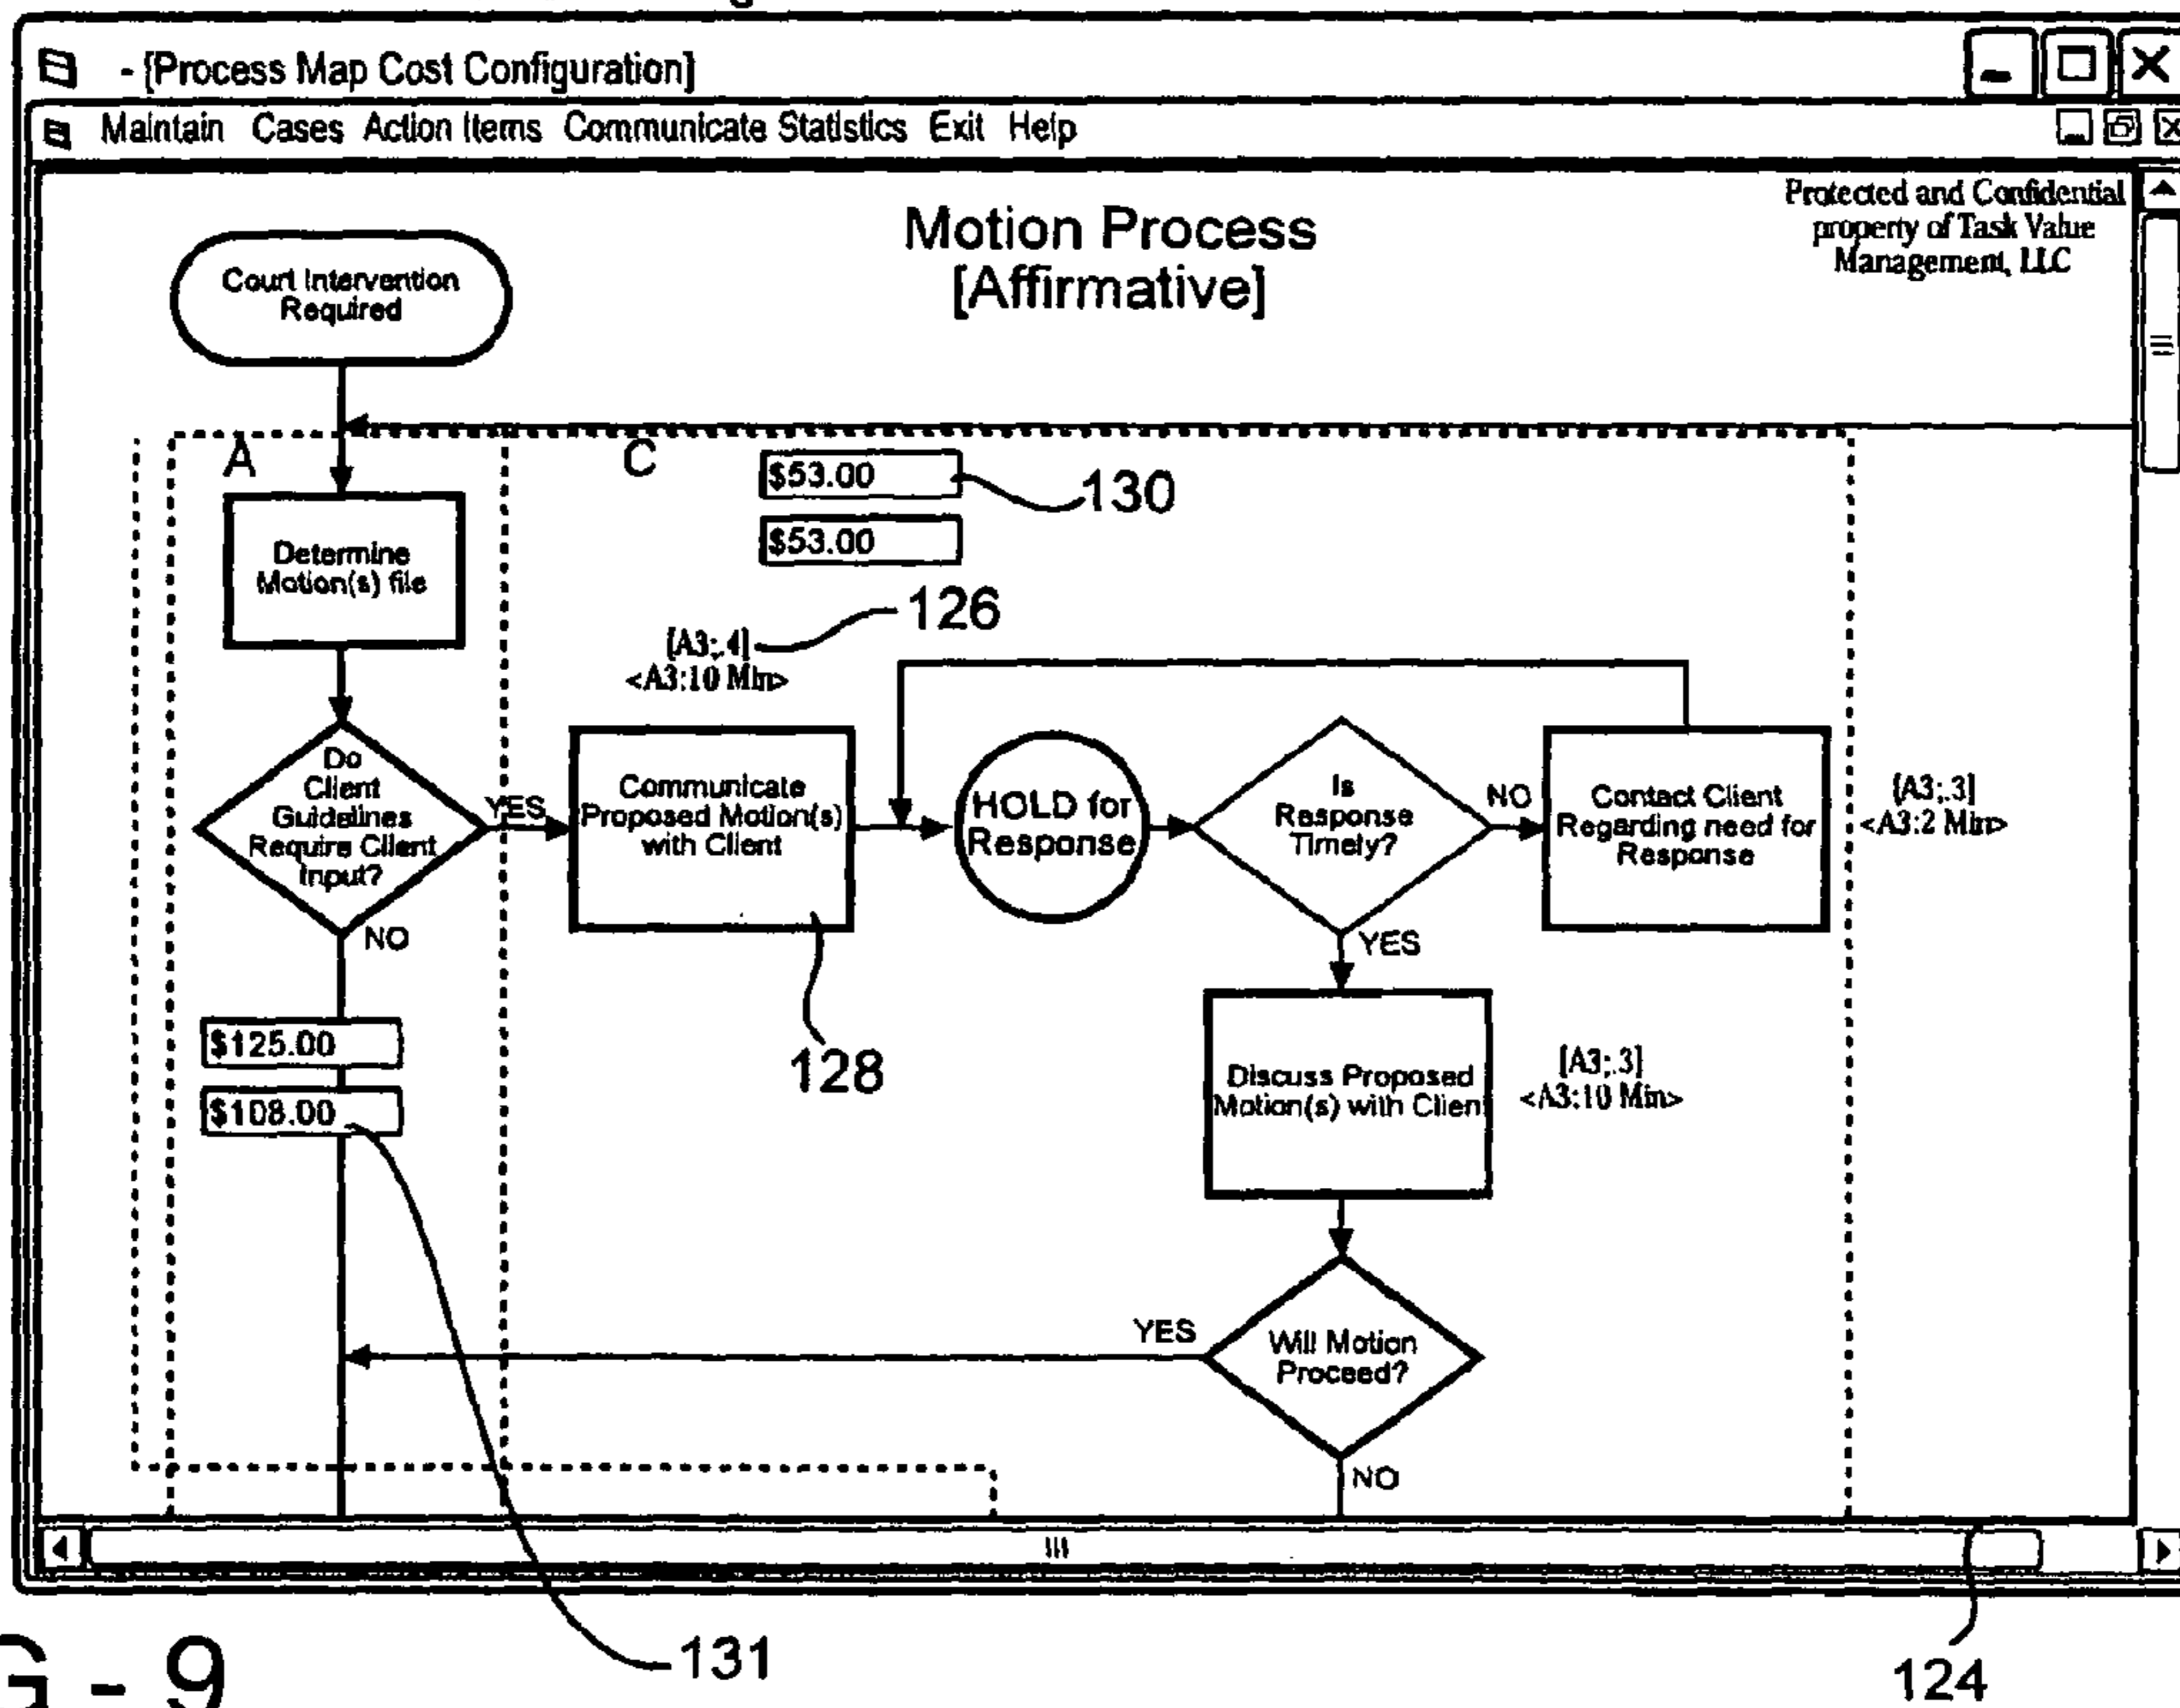 - [Process Map Cost Configuration]
Maintain Cases Action Items Communicate Statistics Exit Help
Protected and Confidential
property of Task Value
Management, LLC
Motion Process
[Affirmative]
Court Intervention
Required
A
C
$53.00
130
$53.00
Determine
Motion(s) file
126
[A3;.4]
<A3:10 Min>
Do
Client
Guidelines
Require Client
Input?
YES
Communicate
Proposed Motion(s)
with Client
HOLD for
Response
Is
Response
Timely?
NO
Contact Client
Regarding need for
Response
[A3;.3]
<A3:2 Min>
NO
YES
128
$125.00
$108.00
Discuss Proposed
Motion(s) with Clien
[A3;.3]
<A3:10 Min>
YES
Will Motion
Proceed?
NO
131
124
G - 9